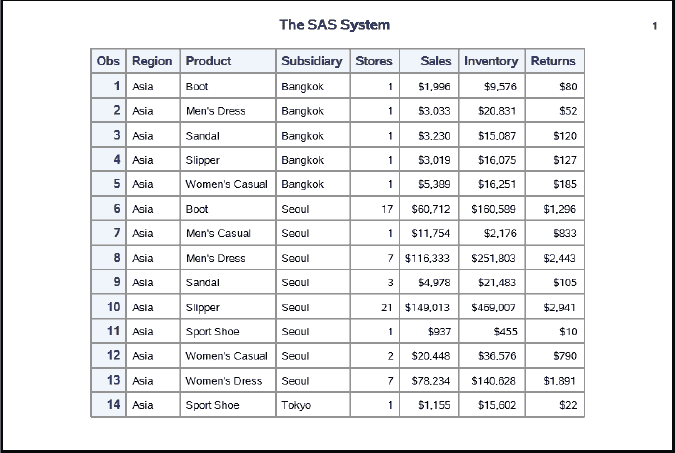 The SAS System
1
Obs Region Product Subsidiary Stores Sales Inventory Returns
1 Asia Boot Bangkok 1 $1,996 $9,576 $80
2 Asia Men's Dress Bangkok 1 $3,033 $20,831 $52
3 Asia Sandal Bangkok 1 $3,230 $15,087 $120
4 Asia Slipper Bangkok 1 $3,019 $16,075 $127
5 Asia Women's Casual Bangkok 1 $5,389 $16,251 $185
6 Asia Boot Seoul 17 $60,712 $160,589 $1,296
7 Asia Men's Casual Seoul 1 $11,754 $2,176 $833
8 Asia Men's Dress Seoul 7 $116,333 $251,803 $2,443
9 Asia Sandal Seoul 3 $4,978 $21,483 $105
10 Asia Slipper Seoul 21 $149,013 $469,007 $2,941
11 Asia Sport Shoe Seoul 1 $937 $455 $10
12 Asia Women's Casual Seoul 2 $20,448 $36,576 $790
13 Asia Women's Dress Seoul 7 $78,234 $140,628 $1,891
14 Asia Sport Shoe Tokyo 1 $1,155 $15,602 $22